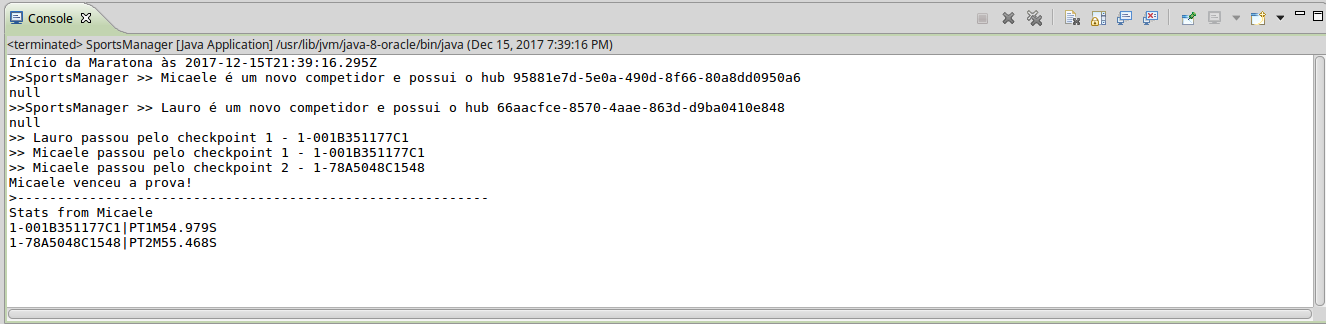 Console
<terminated> SportsManager [Java Application] /usr/lib/jvm/java-8-oracle/bin/java (Dec 15, 2017 7:39:16 PM)
Início da Maratona às 2017-12-15T21:39:16.295Z
>>SportsManager >> Micaele é um novo competidor e possui o hub 95881e7d-5e0a-490d-8f66-80a8dd0950a6
null
>>SportsManager >> Lauro é um novo competidor e possui o hub 66aacfce-8570-4aae-863d-d9ba0410e848
null
>> Lauro passou pelo checkpoint 1 - 1-001B351177C1
>> Micaele passou pelo checkpoint 1 - 1-001B351177C1
>> Micaele passou pelo checkpoint 2 - 1-78A5048C1548
Micaele venceu a prova!
>-----------------------------------------------------------
Stats from Micaele
1-001B351177C1|PT1M54.979S
1-78A5048C1548|PT2M55.468S